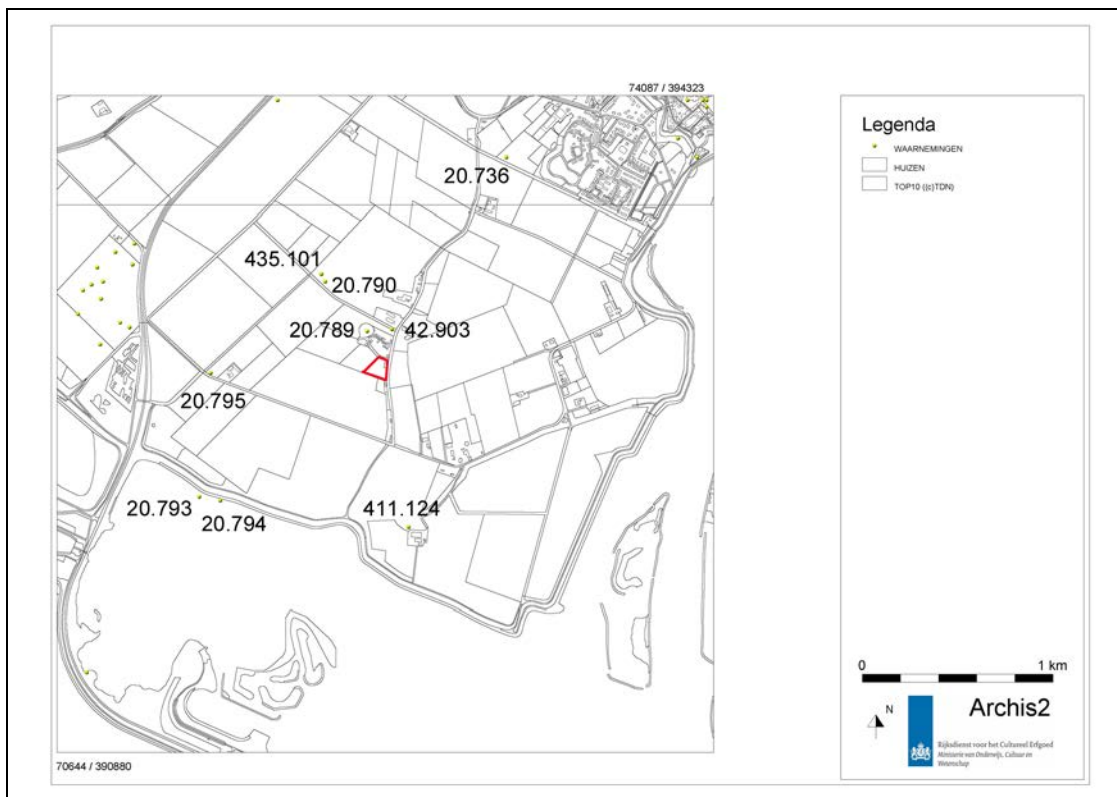 74087 / 394323
20.736
435.101
20.790
20.789
42.903
20.795
20.793
20.794
411.124
70644 / 390880
Legenda
WAARNEMINGEN
HUIZEN
TOP10 ((c)TDN)
0 1 km
N
Archis2
Rijksdienst voor het Cultureel Erfgoed
Ministerie van Onderwijs, Cultuur en
Wetenschap